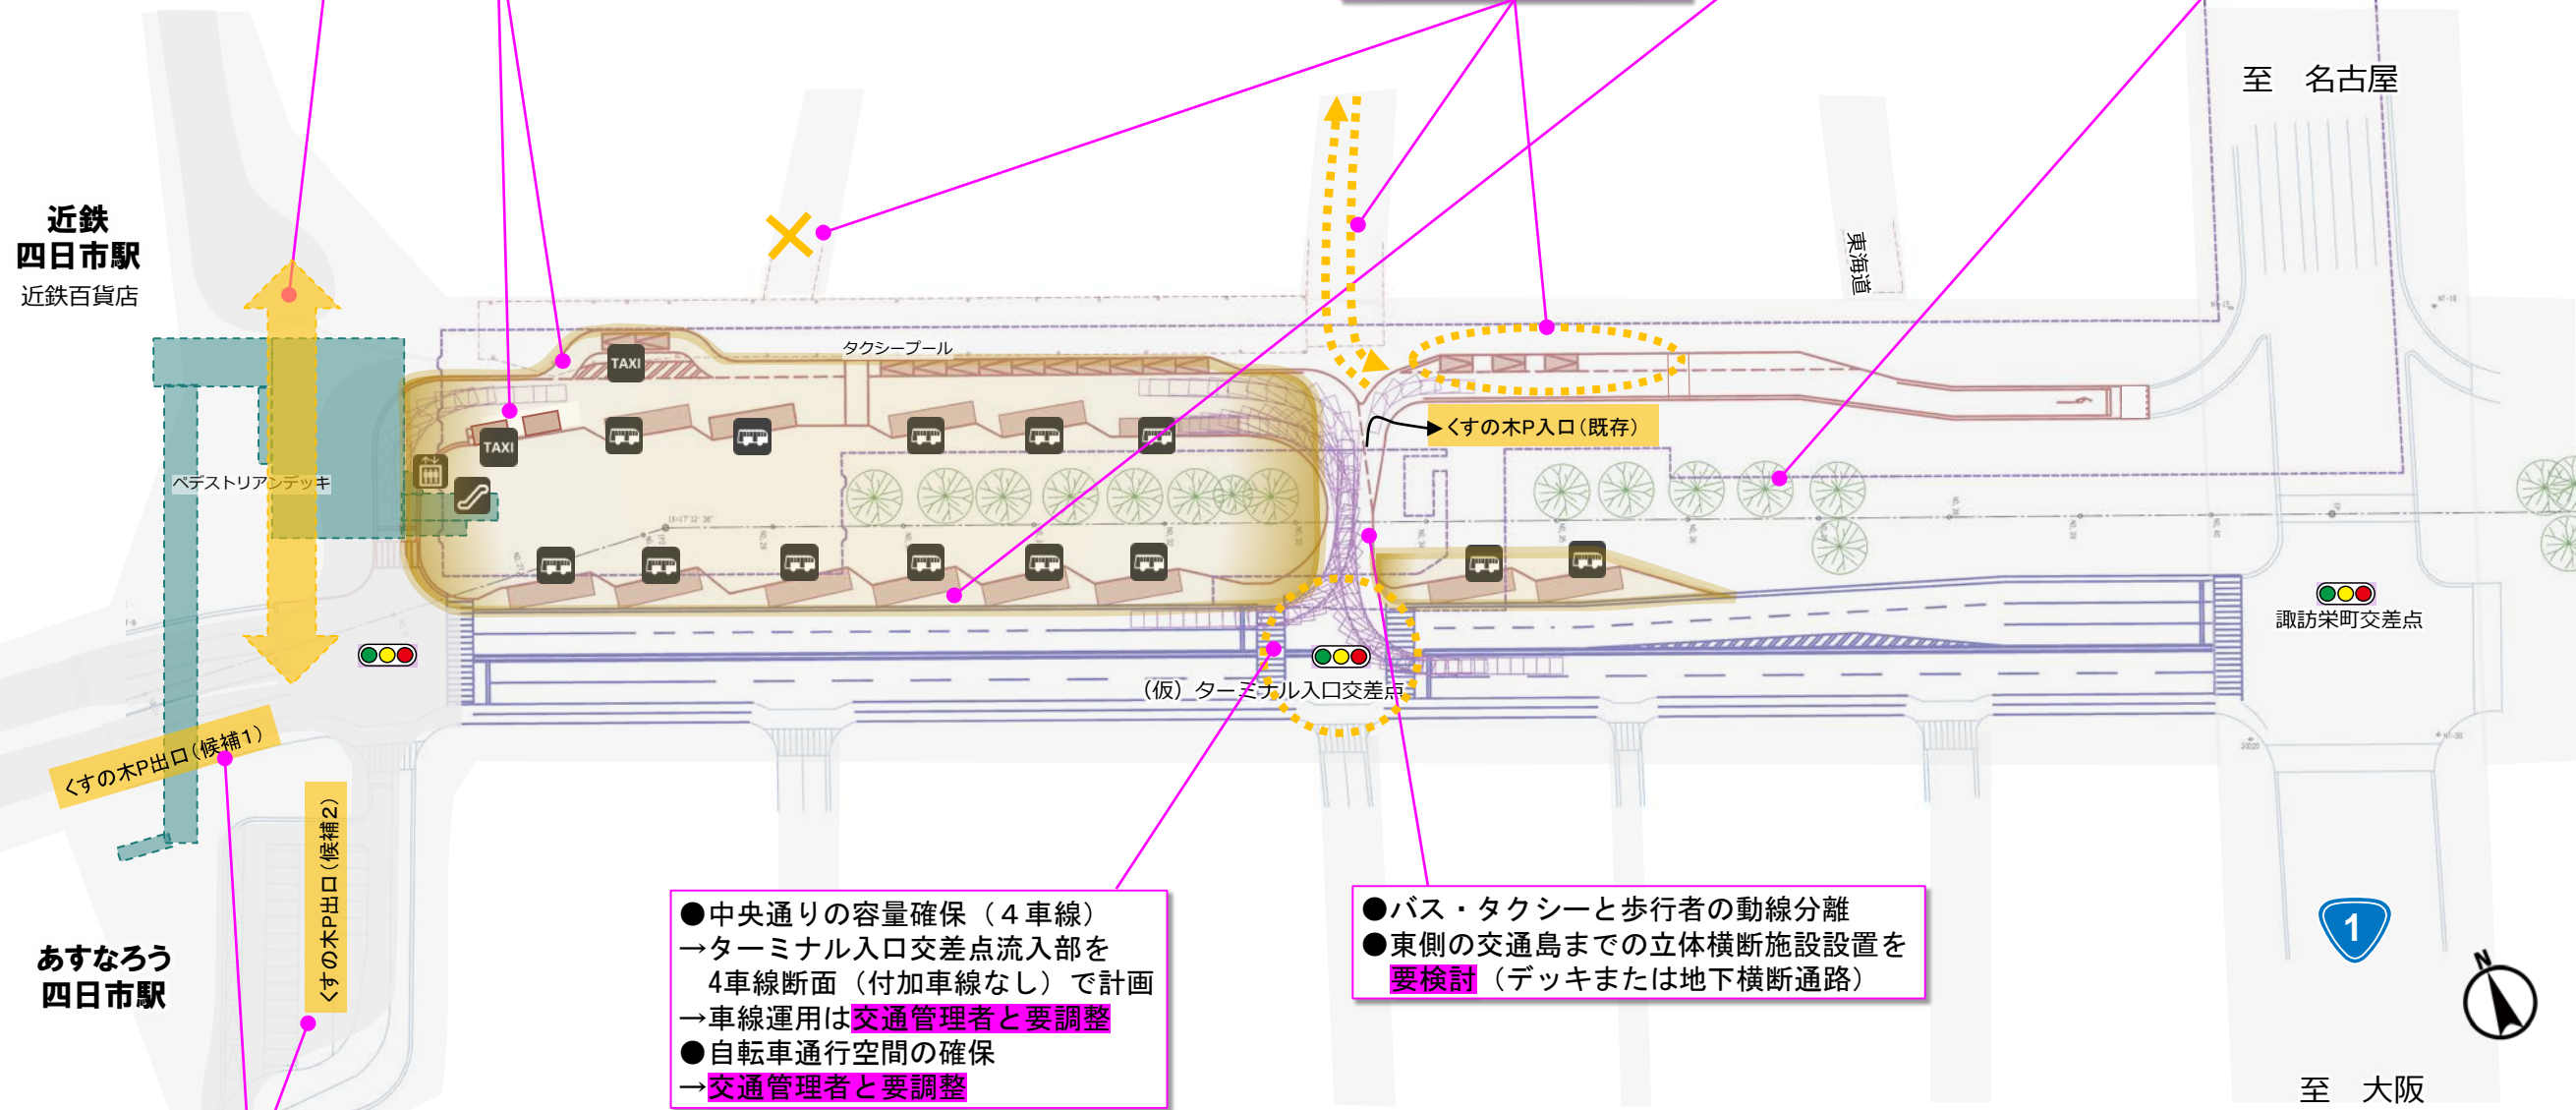 至 名古屋
近鉄
四日市駅
近鉄百貨店
東海道
タクシープール
TAXI
TAXI
くすの木P入口（既存）
ペデストリアンデッキ
諏訪栄町交差点
（仮）ターミナル入口交差点
くすの木P出口（候補1）
くすの木P出口（候補2）
あすなろう
四日市駅
●中央通りの容量確保（４車線）
→ターミナル入口交差点流入部を
4車線断面（付加車線なし）で計画
→車線運用は交通管理者と要調整
●自転車通行空間の確保
→交通管理者と要調整
●バス・タクシーと歩行者の動線分離
●東側の交通島までの立体横断施設設置を
要検討（デッキまたは地下横断通路）
1
N
至 大阪